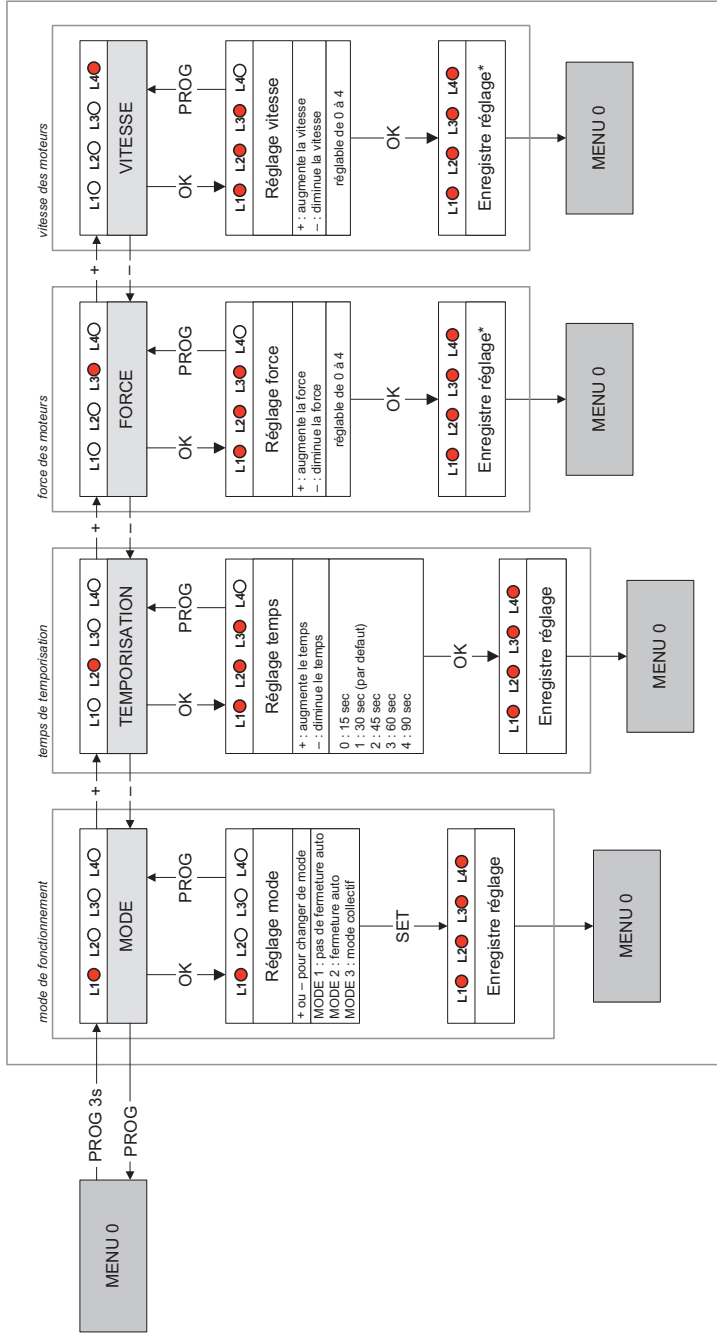 MENU 0
PROG 3s
PROG
mode de fonctionnement
L1 L2 L3 L4
MODE
OK
PROG
L1 L2 L3 L4
Réglage mode
+ ou – pour changer de mode
MODE 1 : pas de fermeture auto
MODE 2 : fermeture auto
MODE 3 : mode collectif
SET
L1 L2 L3 L4
Enregistre réglage
MENU 0
+
–
temps de temporisation
L1 L2 L3 L4
TEMPORISATION
OK
PROG
L1 L2 L3 L4
Réglage temps
+ : augmente le temps
– : diminue le temps
0 : 15 sec
1 : 30 sec (par defaut)
2 : 45 sec
3 : 60 sec
4 : 90 sec
OK
L1 L2 L3 L4
Enregistre réglage
MENU 0
+
–
force des moteurs
L1 L2 L3 L4
FORCE
OK
PROG
L1 L2 L3 L4
Réglage force
+ : augmente la force
– : diminue la force
réglable de 0 à 4
OK
L1 L2 L3 L4
Enregistre réglage*
MENU 0
+
–
vitesse des moteurs
L1 L2 L3 L4
VITESSE
OK
PROG
L1 L2 L3 L4
Réglage vitesse
+ : augmente la vitesse
– : diminue la vitesse
réglable de 0 à 4
OK
L1 L2 L3 L4
Enregistre réglage*
MENU 0